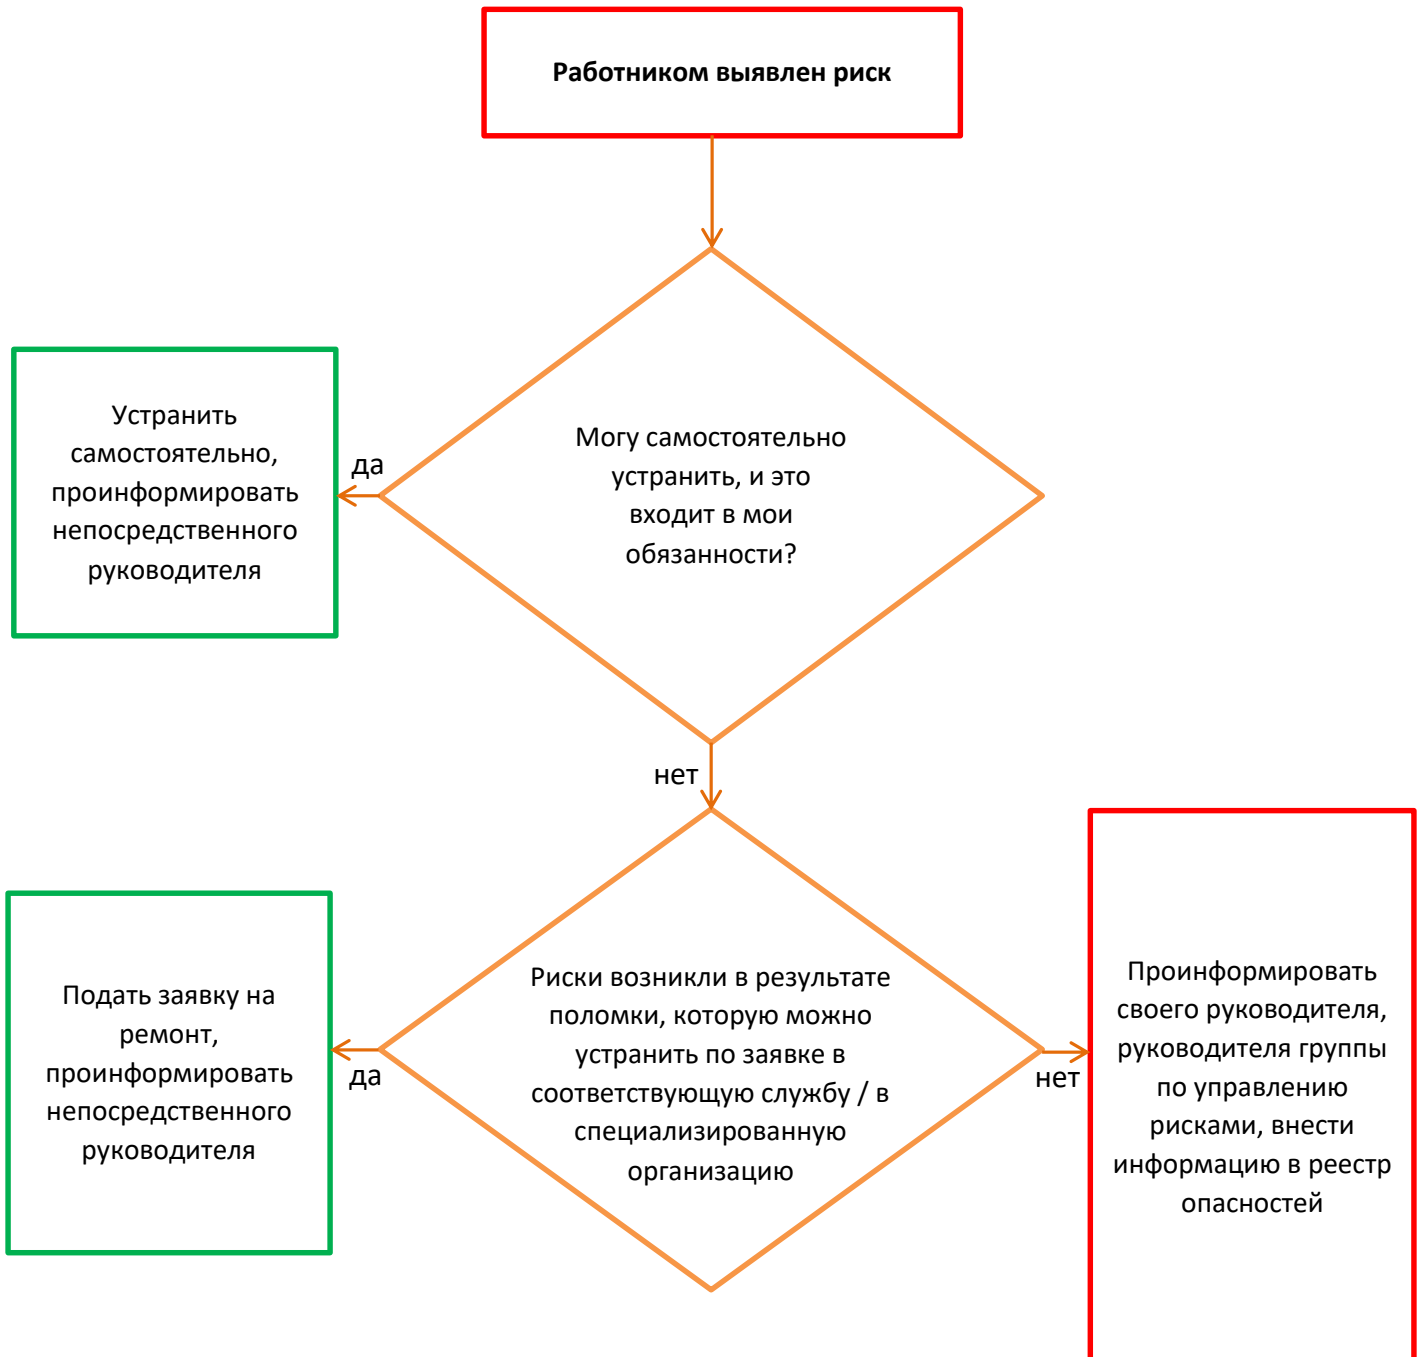 Работником выявлен риск
Могу самостоятельно
устранить, и это
входит в мои
обязанности?
Устранить
самостоятельно,
проинформировать
непосредственного
руководителя
да
нет
Риски возникли в результате
поломки, которую можно
устранить по заявке в
соответствующую службу / в
специализированную
организацию
Подать заявку на
ремонт,
проинформировать
непосредственного
руководителя
да
нет
Проинформировать
своего руководителя,
руководителя группы
по управлению
рисками, внести
информацию в реестр
опасностей